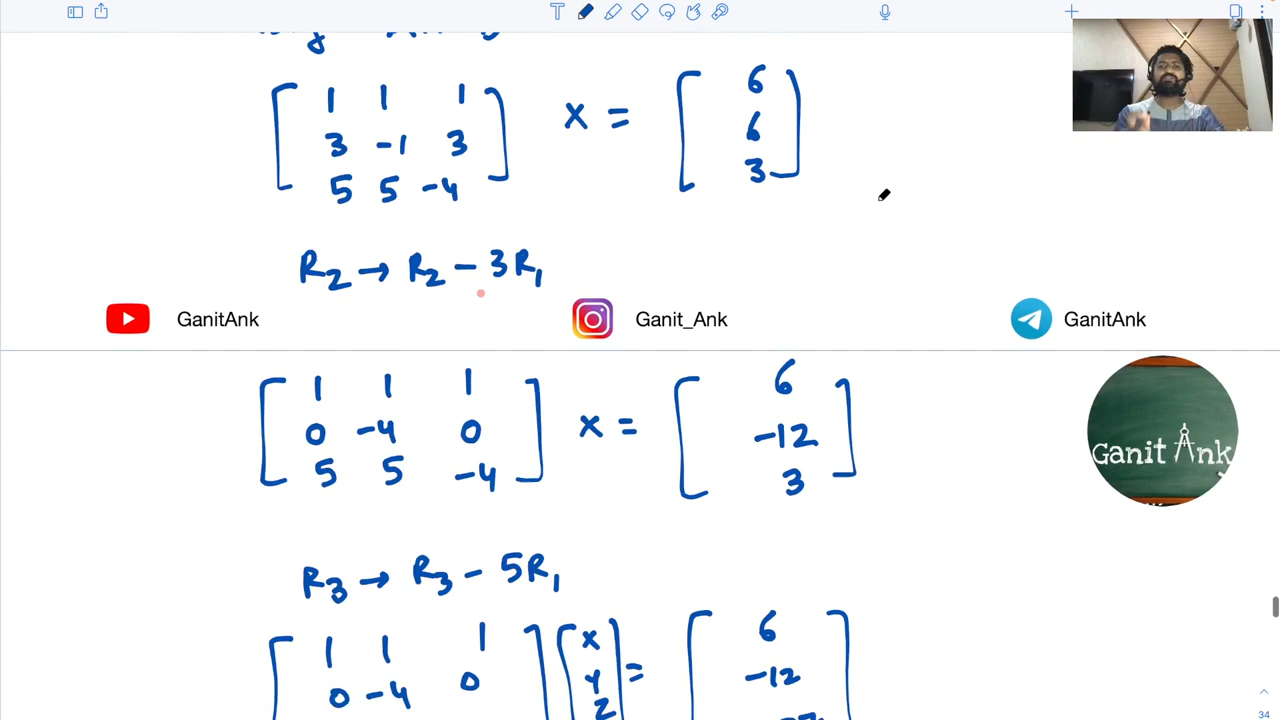 [ 1 1 1 ] X = [ 6 ]
[ 3 -1 3 ] [ 6 ]
[ 5 5 -4 ] [ 3 ]
R2 → R2 - 3R1
GanitAnk Ganit_Ank GanitAnk
[ 1 1 1 ] X = [ 6 ]
[ 0 -4 0 ] [ -12 ]
[ 5 5 -4 ] [ 3 ]
Ganit Ank
R3 → R3 - 5R1
[ 1 1 1 ] [ x ] = [ 6 ]
[ 0 -4 0 ] [ y ] [ -12 ]
z
34